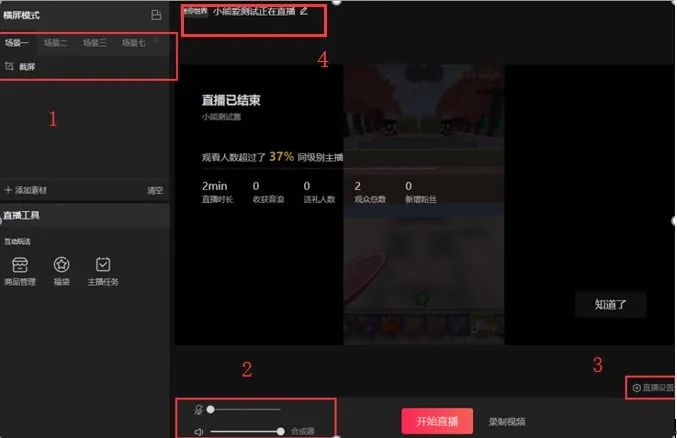 横屏模式
场景一 场景二 场景三 场景七
截屏
1
添加素材 清空
直播工具
互动玩法
商品管理 福袋 主播任务
小熊爱测试正在直播
4
直播已结束
小熊测试酱
观看人数超过了 37% 同级别主播
2min 0 0 2 0
直播时长 收获音浪 送礼人数 观众总数 新增粉丝
知道了
2
3
直播设置
合成器
开始直播 录制视频